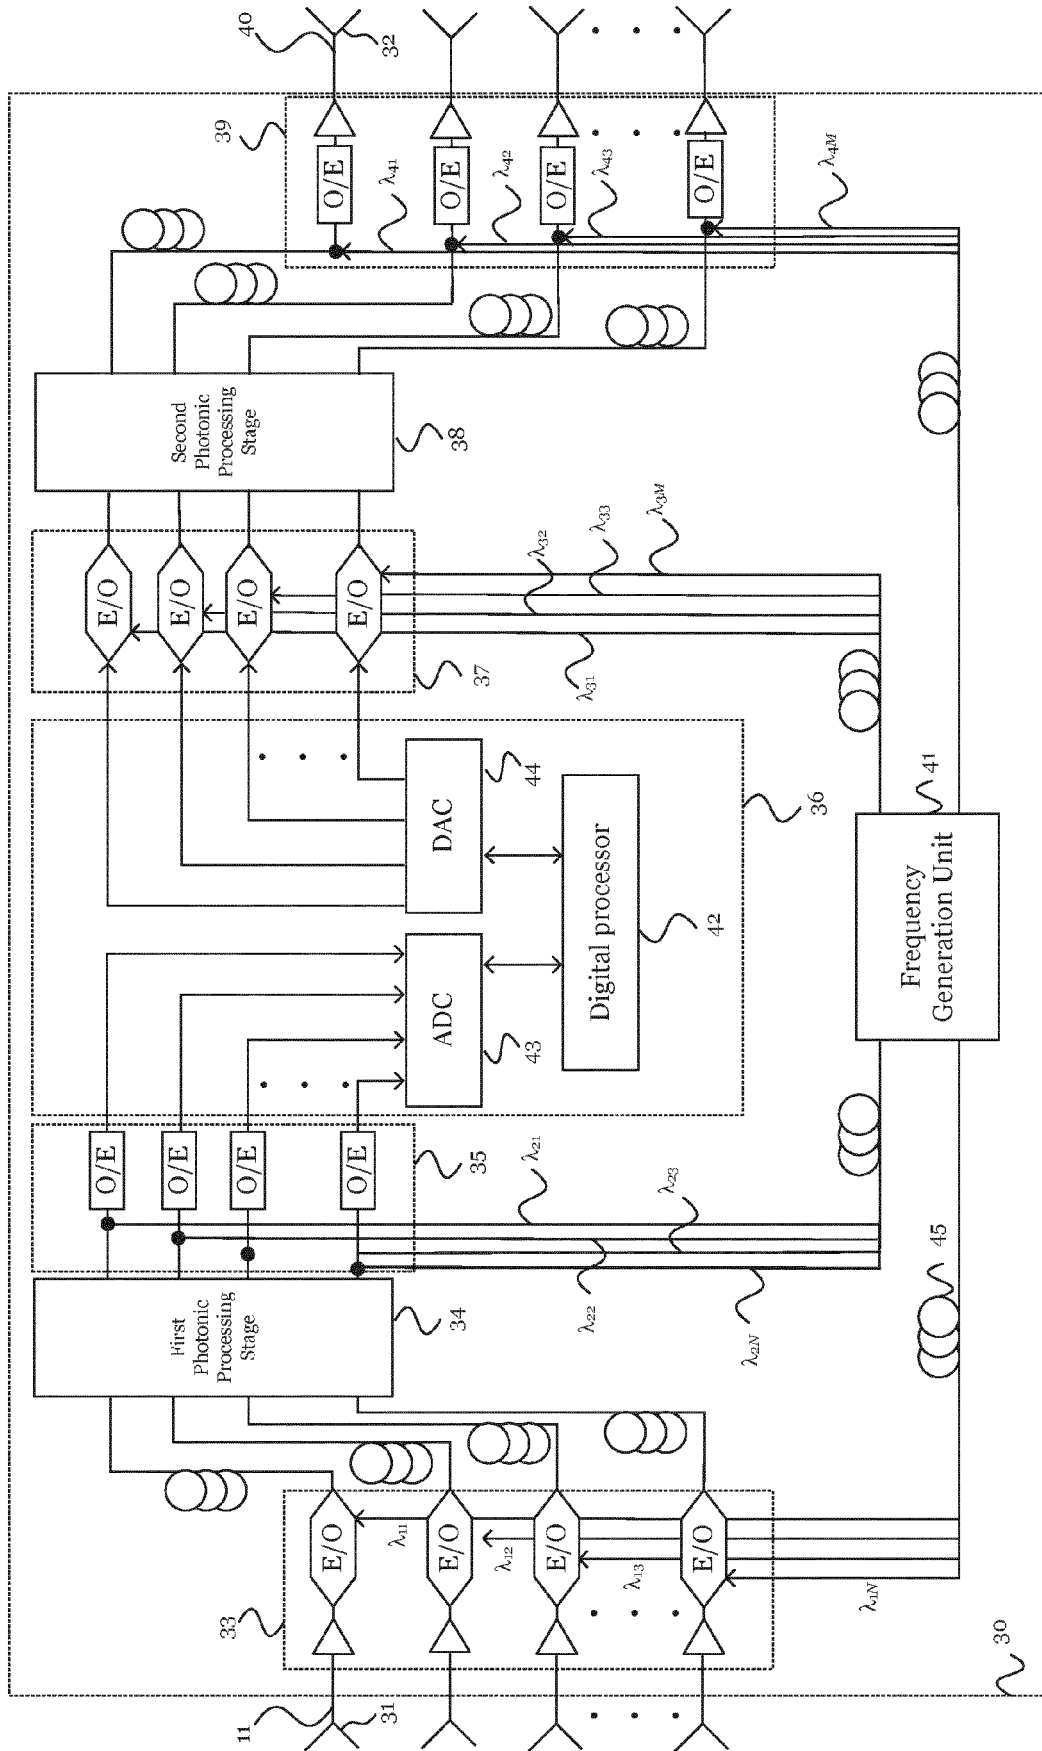 11
31
33
E/O
E/O
E/O
E/O
λ11
λ12
λ13
λ1N
30
First
Photonic
Processing
Stage
34
45
O/E
O/E
O/E
O/E
35
λ21
λ22
λ23
λ2N
ADC
43
DAC
44
Digital processor
42
36
Frequency
Generation Unit
41
E/O
E/O
E/O
E/O
37
λ31
λ32
λ33
λ3M
Second
Photonic
Processing
Stage
38
39
O/E
O/E
O/E
O/E
λ41
λ42
λ43
λ4M
40
32